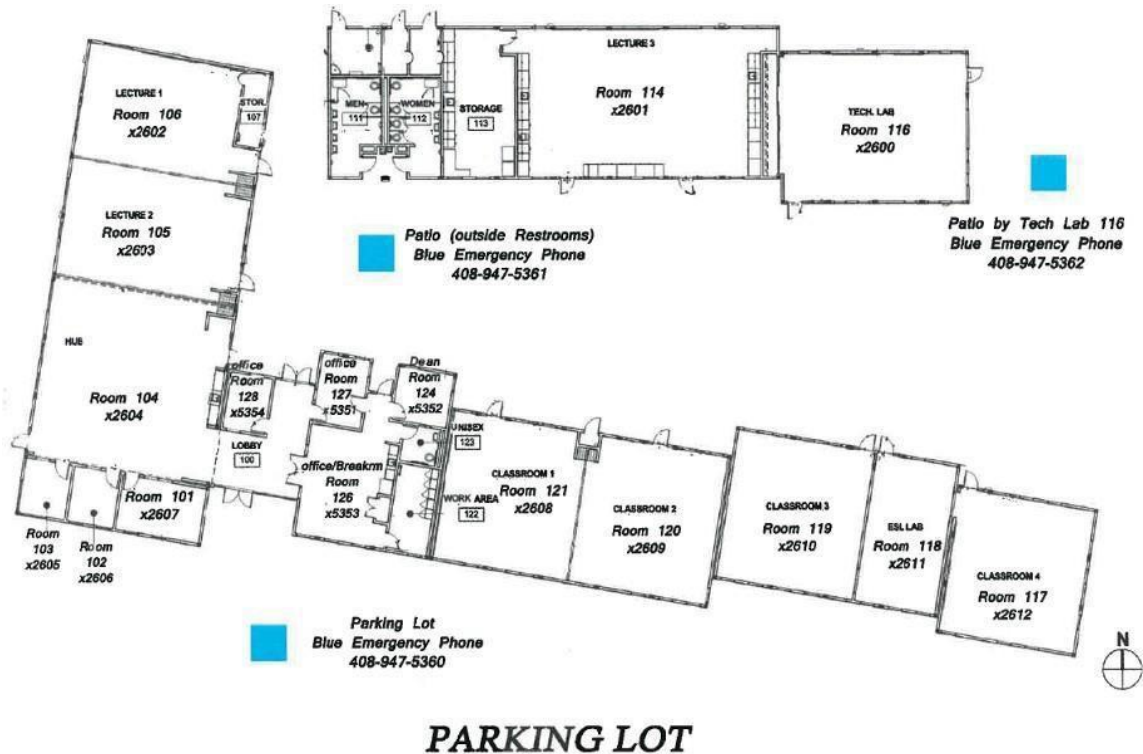 LECTURE 1
Room 106
x2602
STOR.
107
MEN
111
WOMEN
112
STORAGE
113
LECTURE 3
Room 114
x2601
TECH. LAB
Room 116
x2600
LECTURE 2
Room 105
x2603
Patio (outside Restrooms)
Blue Emergency Phone
408-947-5361
Patio by Tech Lab 116
Blue Emergency Phone
408-947-5362
HUB
Room 104
x2604
office
Room
128
x5354
office
Room
127
x5351
Dean
Room
124
x5352
LOBBY
100
office/Breakrm
Room
126
x5353
UNISEX
123
WORK AREA
122
CLASSROOM 1
Room 121
x2608
CLASSROOM 2
Room 120
x2609
CLASSROOM 3
Room 119
x2610
ESL LAB
Room 118
x2611
CLASSROOM 4
Room 117
x2612
Room 101
x2607
Room
103
x2605
Room
102
x2606
Parking Lot
Blue Emergency Phone
408-947-5360
N
PARKING LOT